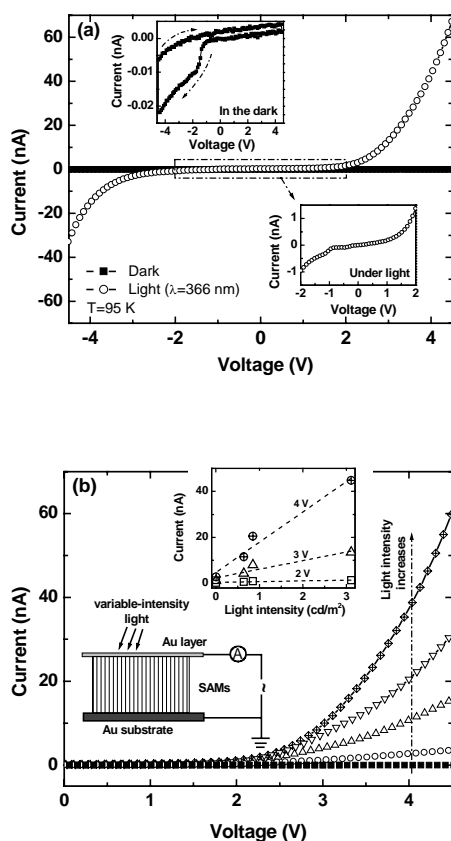 (a)
60
40
20
0
-20
-40
-60
Current (nA)
-4 -2 0 2 4
Voltage (V)
0.00
-0.01
-0.02
Current (nA)
-4 -3 -2 -1 0 1 2 3 4
Voltage (V)
In the dark
1
0
-1
Current (nA)
-2 -1 0 1 2
Voltage (V)
Under light
Dark
Light (λ=366 nm)
T=95 K
(b)
60
40
20
0
Current (nA)
0 1 2 3 4
Voltage (V)
40
20
0
Current (nA)
0 1 2 3
Light intensity (cd/m²)
4 V
3 V
2 V
Light intensity
increases
variable-intensity
light
Au layer
A
~
SAMs
Au substrate